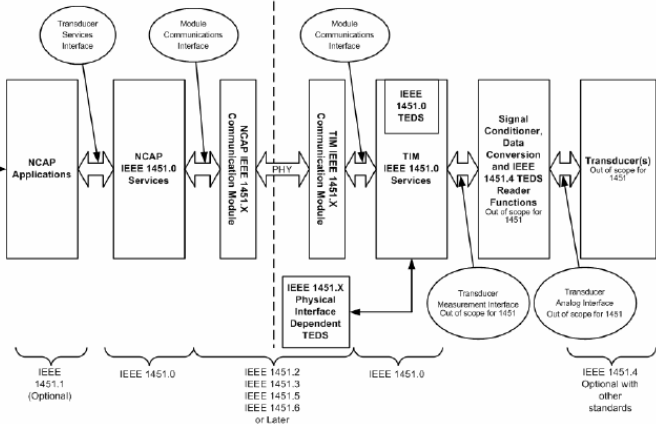 Transducer
Services
Interface
Module
Communications
Interface
Module
Communications
Interface
NCAP
Applications
NCAP
IEEE 1451.0
Services
NCAP IEEE 1451.X
Communication Module
PHY
TIM IEEE 1451.X
Communication Module
IEEE
1451.0
TEDS
TIM
IEEE 1451.0
Services
Signal
Conditioner,
Data
Conversion
and IEEE
1451.4 TEDS
Reader
Functions
Out of scope for
1451
Transducer(s)
Out of scope for
1451
IEEE 1451.X
Physical
Interface
Dependent
TEDS
Transducer
Measurement Interface
Out of scope for 1451
Transducer
Analog Interface
Out of scope for 1451
IEEE
1451.1
(Optional)
IEEE 1451.0
IEEE 1451.2
IEEE 1451.3
IEEE 1451.5
IEEE 1451.6
or Later
IEEE 1451.0
IEEE 1451.4
Optional with
other
standards